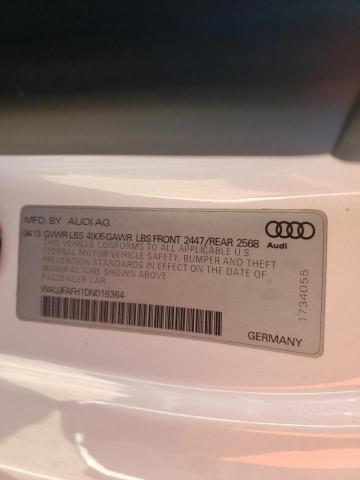 MFD. BY AUDI AG
04/13 GVWR LBS 4905 GAWR LBS FRONT 2447/REAR 2568
THIS VEHICLE CONFORMS TO ALL APPLICABLE U.S.
FEDERAL MOTOR VEHICLE SAFETY, BUMPER AND THEFT
PREVENTION STANDARDS IN EFFECT ON THE DATE OF
MANUFACTURE SHOWN ABOVE.
PASSENGER CAR
WAUJFAFH1DN016364
Audi
GERMANY
1734055